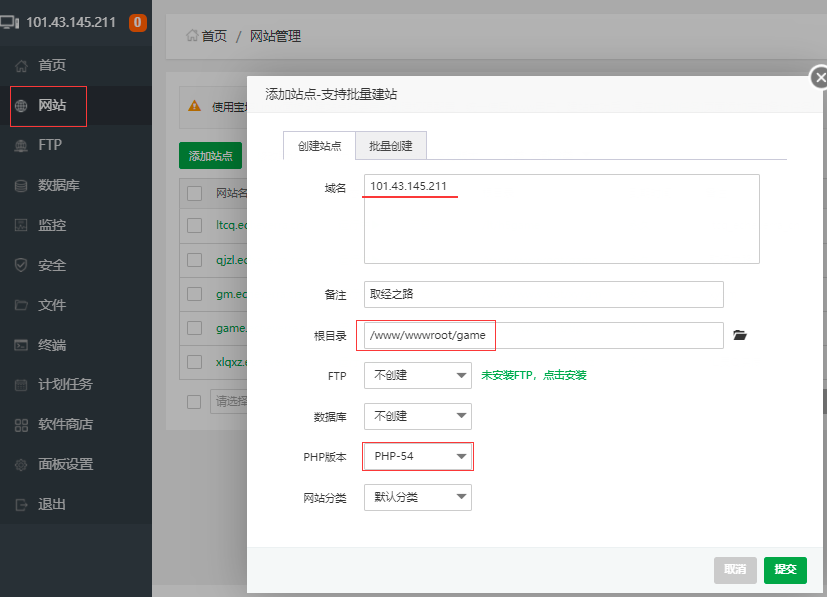 101.43.145.211 0
首页
网站
FTP
数据库
监控
安全
文件
终端
计划任务
软件商店
面板设置
退出
首页 / 网站管理
使用宝
添加站点
网站名
ltcq.ec
qjzl.ec
gm.ec
game.
xlqxz.e
请选择
添加站点-支持批量建站
创建站点 批量创建
域名 101.43.145.211
备注 取经之路
根目录 /www/wwwroot/game
FTP 不创建 未安装FTP，点击安装
数据库 不创建
PHP版本 PHP-54
网站分类 默认分类
取消 提交